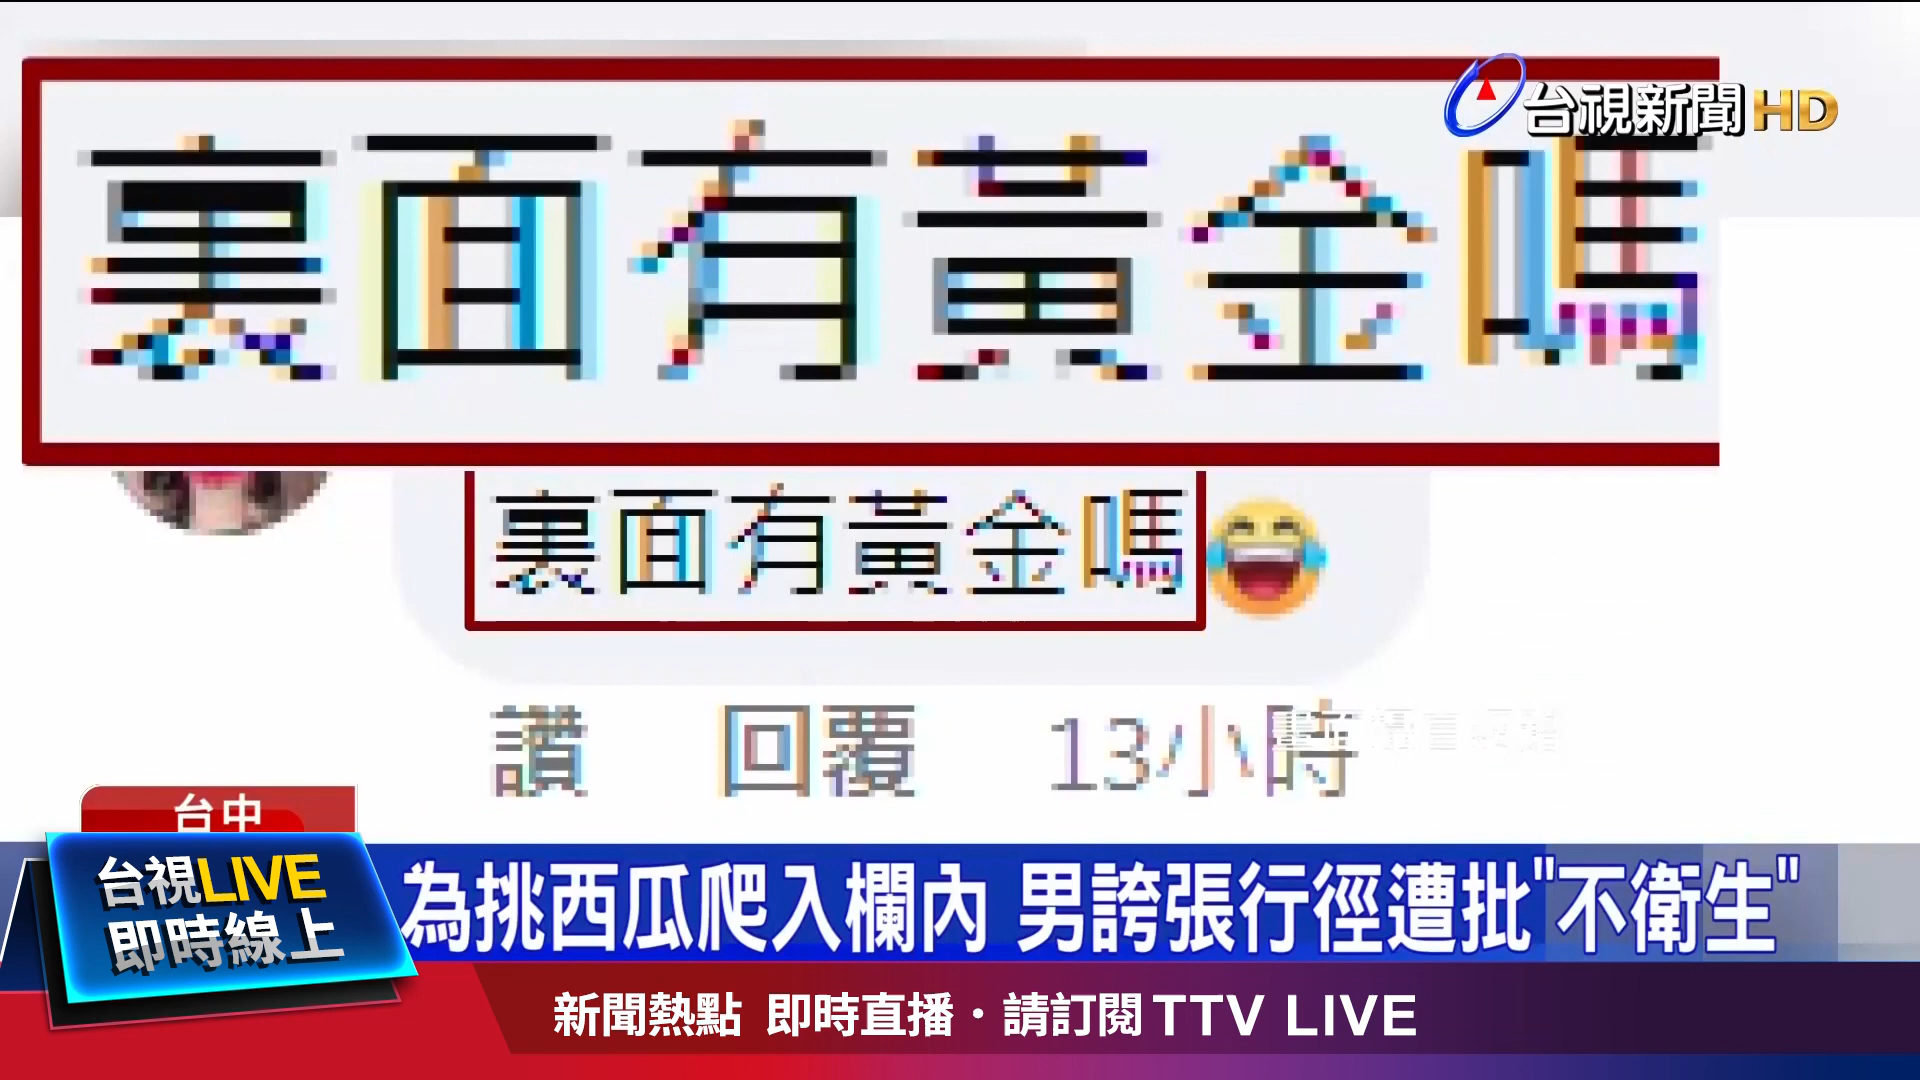 台視新聞HD
裏面有黃金嗎
裏面有黃金嗎
讚 回覆 13小時
台中
台視LIVE
即時線上
為挑西瓜爬入欄內 男誇張行徑遭批"不衛生"
新聞熱點 即時直播・請訂閱TTV LIVE